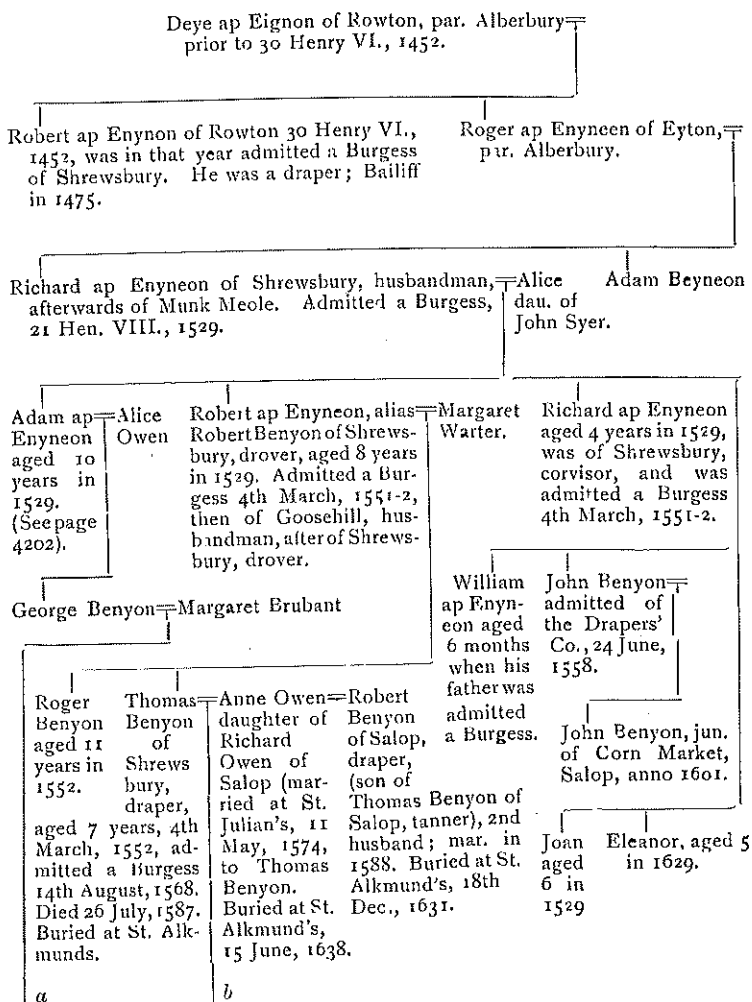 Deye ap Eignon of Rowton, par. Alberbury
prior to 30 Henry VI., 1452.
Robert ap Enynon of Rowton 30 Henry VI.,
1452, was in that year admitted a Burgess
of Shrewsbury. He was a draper; Bailiff
in 1475.
Roger ap Enyneen of Eyton,
par. Alberbury.
Richard ap Enyneon of Shrewsbury, husbandman,
afterwards of Munk Meole. Admitted a Burgess,
21 Hen. VIII., 1529.
Alice
dau. of
John Syer.
Adam Beyneon
Adam ap
Enyneon
aged 10
years in
1529.
(See page
4202).
Alice
Owen
Robert ap Enyneon, alias
Robert Benyon of Shrews-
bury, drover, aged 8 years
in 1529. Admitted a Bur-
gess 4th March, 1551-2,
then of Goosehill, hus-
bandman, after of Shrews-
bury, drover.
Margaret
Warter.
Richard ap Enyneon
aged 4 years in 1529,
was of Shrewsbury,
corvisor, and was
admitted a Burgess
4th March, 1551-2.
George Benyon
Margaret Brubant
William
ap Enyn-
eon aged
6 months
when his
father was
admitted
a Burgess.
John Benyon
admitted of
the Drapers'
Co., 24 June,
1558.
John Benyon, jun.
of Corn Market,
Salop, anno 1601.
Roger
Benyon
aged 11
years in
1552.
Thomas
Benyon
of
Shrews
bury,
draper,
aged 7 years, 4th
March, 1552, ad-
mitted a Burgess
14th August, 1568.
Died 26 July, 1587.
Buried at St. Alk-
munds.
Anne Owen
daughter of
Richard
Owen of
Salop (mar-
ried at St.
Julian's, 11
May, 1574,
to Thomas
Benyon.
Buried at St.
Alkmund's,
15 June, 1638.
Robert
Benyon
of Salop,
draper,
(son of
Thomas Benyon of
Salop, tanner), 2nd
husband; mar. in
1588. Buried at St.
Alkmund's, 18th
Dec., 1631.
Joan
aged
6 in
1529
Eleanor, aged 5
in 1629.
a
b